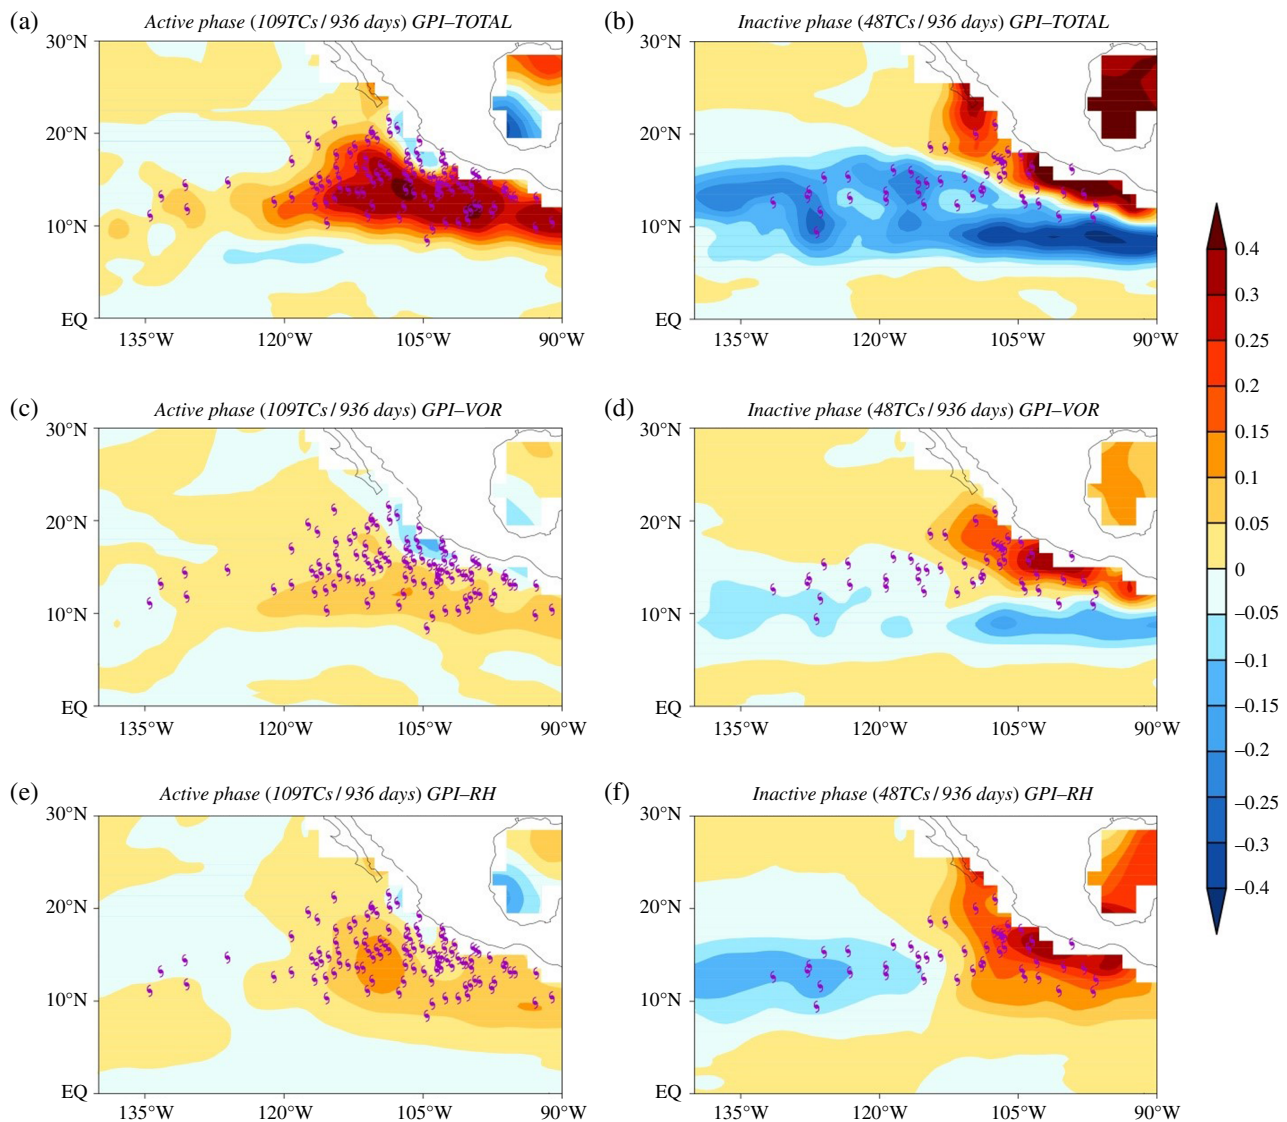 (a) Active phase (109TCs / 936 days) GPI–TOTAL
30°N
20°N
10°N
EQ
135°W 120°W 105°W 90°W
(b) Inactive phase (48TCs / 936 days) GPI–TOTAL
30°N
20°N
10°N
EQ
135°W 120°W 105°W 90°W
(c) Active phase (109TCs / 936 days) GPI–VOR
30°N
20°N
10°N
EQ
135°W 120°W 105°W 90°W
(d) Inactive phase (48TCs / 936 days) GPI–VOR
30°N
20°N
10°N
EQ
135°W 120°W 105°W 90°W
(e) Active phase (109TCs / 936 days) GPI–RH
30°N
20°N
10°N
EQ
135°W 120°W 105°W 90°W
(f) Inactive phase (48TCs / 936 days) GPI–RH
30°N
20°N
10°N
EQ
135°W 120°W 105°W 90°W
0.4
0.3
0.25
0.2
0.15
0.1
0.05
0
–0.05
–0.1
–0.15
–0.2
–0.25
–0.3
–0.4